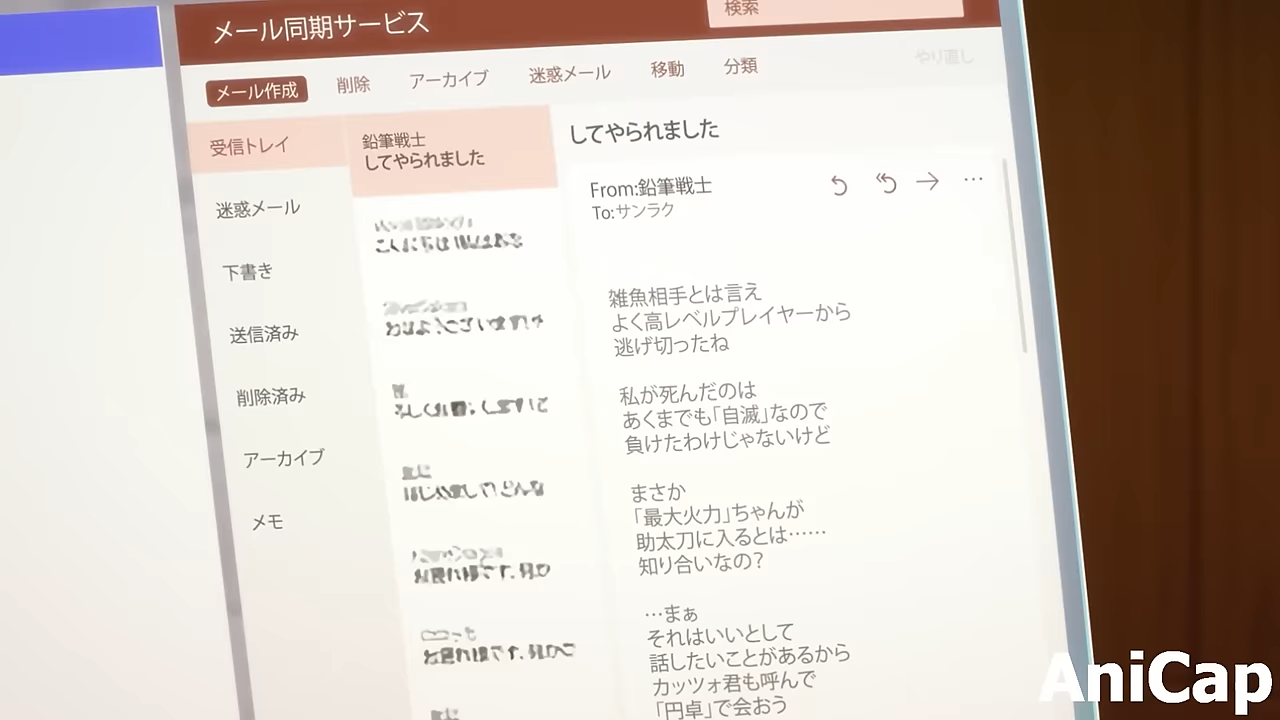 メール同期サービス
検索
メール作成 削除 アーカイブ 迷惑メール 移動 分類 やり直し
受信トレイ
迷惑メール
下書き
送信済み
削除済み
アーカイブ
メモ
鉛筆戦士
してやられました
してやられました
From:鉛筆戦士
To:サンラク
雑魚相手とは言え
よく高レベルプレイヤーから
逃げ切ったね
私が死んだのは
あくまでも「自滅」なので
負けたわけじゃないけど
まさか
「最大火力」ちゃんが
助太刀に入るとは……
知り合いなの?
…まぁ
それはいいとして
話したいことがあるから
カッツォ君も呼んで
「円卓」で会おう
AniCap